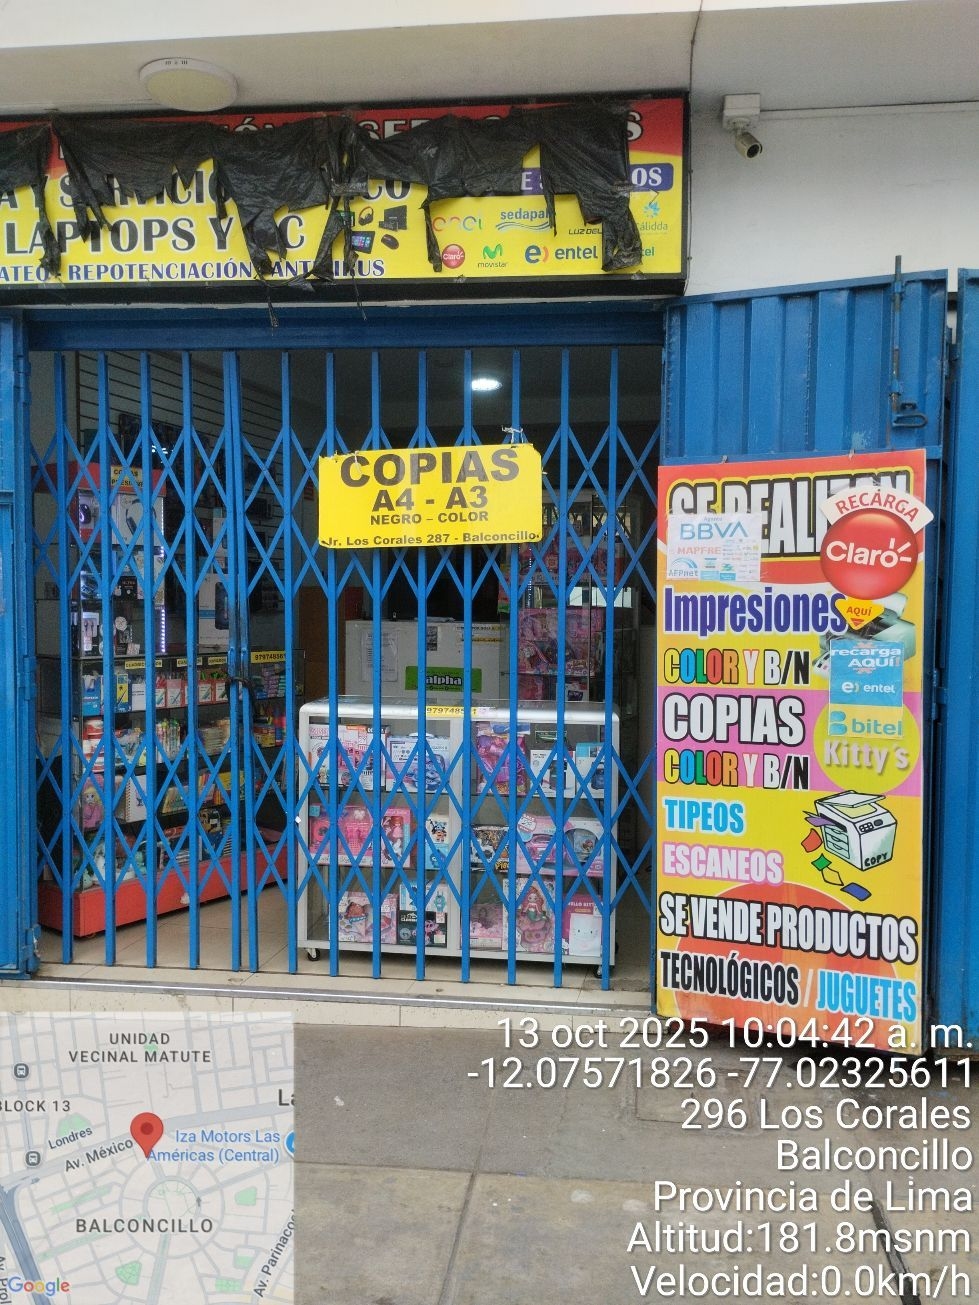 LAPTOPS Y
REPOTENCIACIÓN
sedapal
Claro
movistar
entel
COPIAS
A4 - A3
NEGRO – COLOR
Jr. Los Corales 287 - Balconcillo
alpha
SE REALIZAN
RECARGA
Claro
AQUÍ
Agente
BBVA
MAPFRE
AFPnet
Impresiones
COLOR Y B/N
recarga
AQUÍ!
entel
bitel
COPIAS
Kitty´s
COLOR Y B/N
TIPEOS
ESCANEOS
COPY
SE VENDE PRODUCTOS
TECNOLÓGICOS / JUGUETES
13 oct 2025 10:04:42 a. m.
-12.07571826 -77.02325611
296 Los Corales
Balconcillo
Provincia de Lima
Altitud:181.8msnm
Velocidad:0.0km/h
UNIDAD
VECINAL MATUTE
BLOCK 13
Londres
Av. México
Iza Motors Las
Américas (Central)
BALCONCILLO
Google